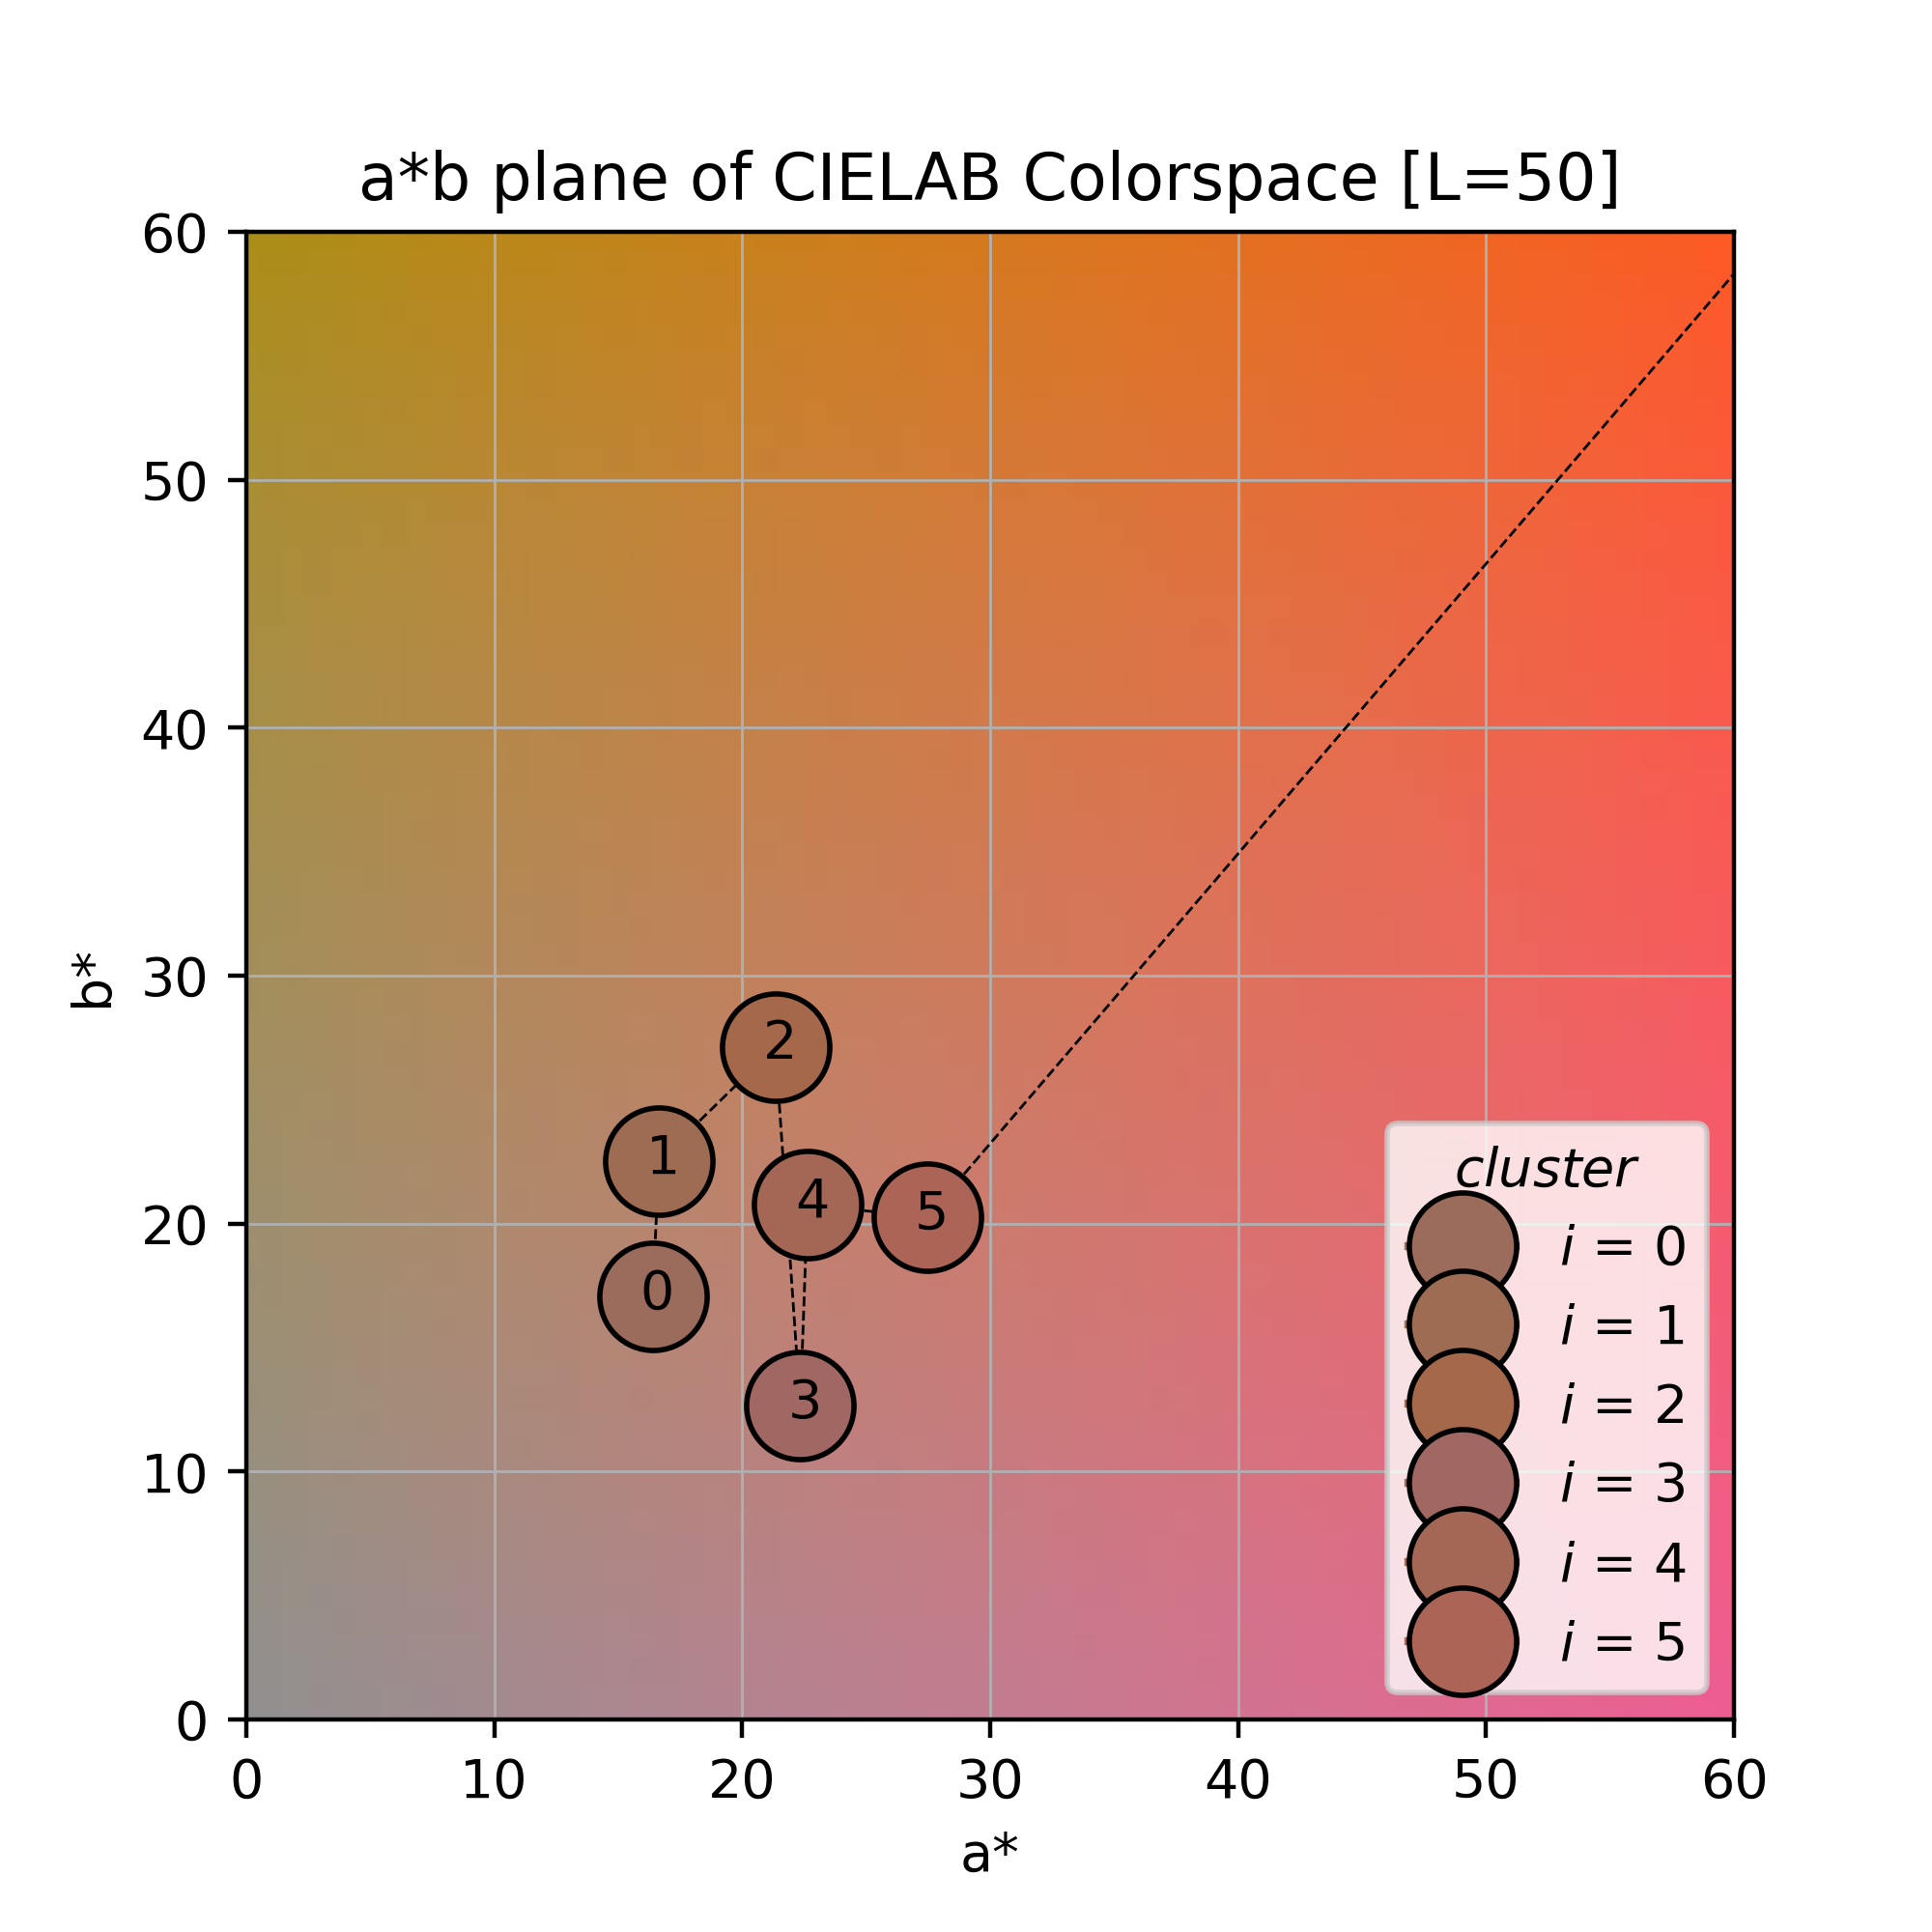 a*b plane of CIELAB Colorspace [L=50]
60
50
40
30
20
10
0
b*
2
1
4
5
0
3
cluster
i = 0
i = 1
i = 2
i = 3
i = 4
i = 5
0 10 20 30 40 50 60
a*